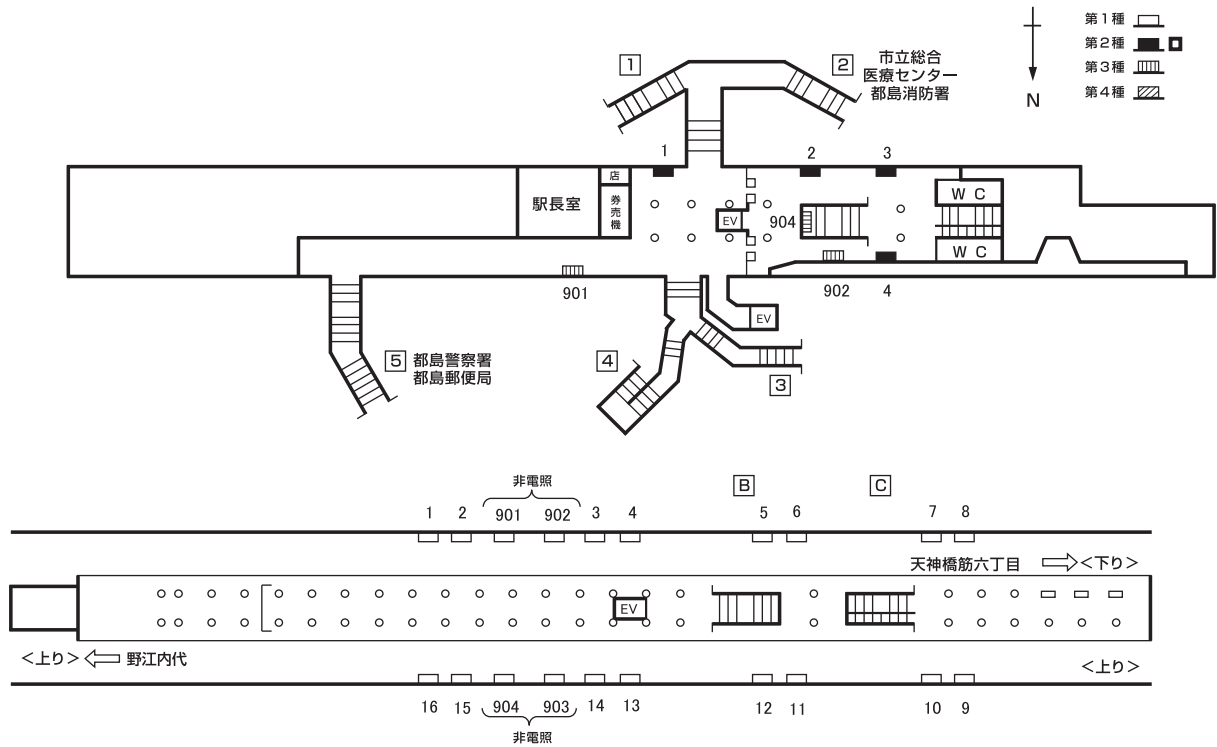 第１種
第２種
第３種
第４種
N
1
2
市立総合
医療センター
都島消防署
1
2
3
駅長室
店
券売機
EV
904
W C
W C
901
902
4
EV
5
都島警察署
都島郵便局
4
3
非電照
B
C
1
2
901
902
3
4
5
6
7
8
天神橋筋六丁目
＜下り＞
EV
＜上り＞
野江内代
＜上り＞
16
15
904
903
14
13
12
11
10
9
非電照